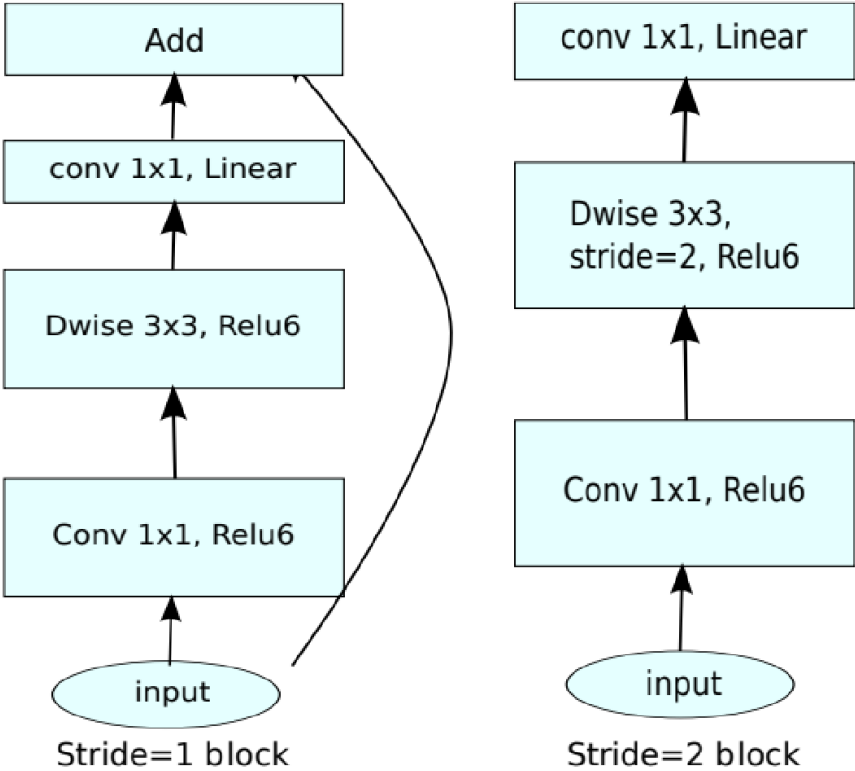 Add
conv 1x1, Linear
Dwise 3x3, Relu6
Conv 1x1, Relu6
input
Stride=1 block
conv 1x1, Linear
Dwise 3x3,
stride=2, Relu6
Conv 1x1, Relu6
input
Stride=2 block